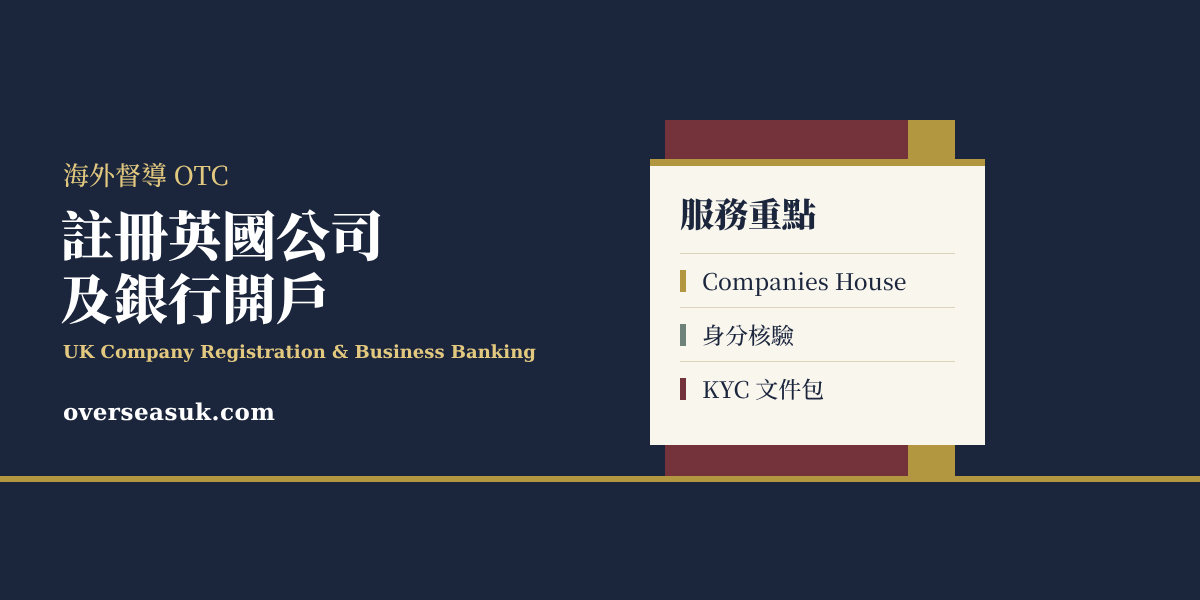 海外督導 OTC
註冊英國公司
及銀行開戶
UK Company Registration & Business Banking
overseasuk.com
服務重點
Companies House
身分核驗
KYC 文件包